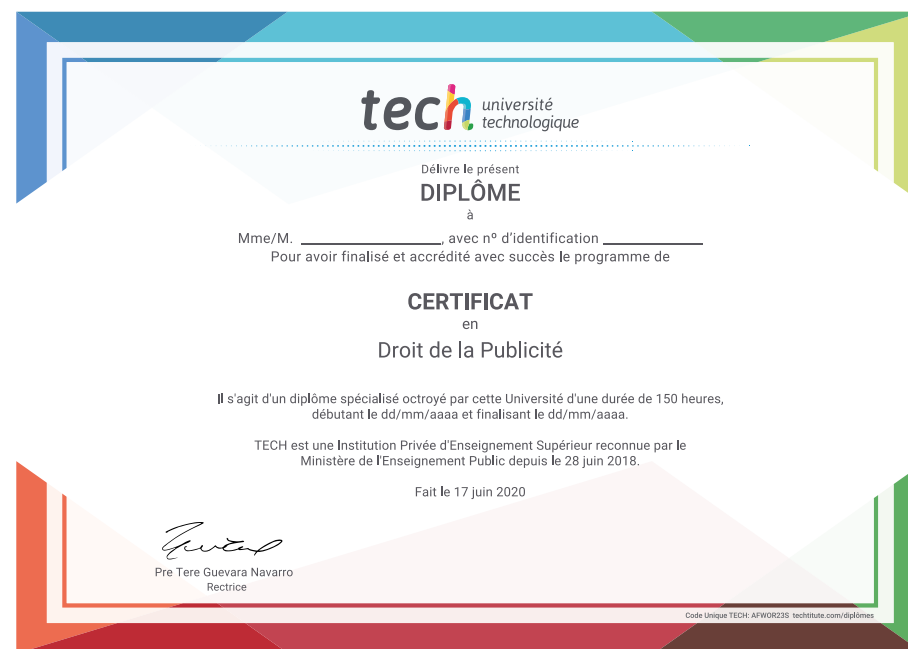 tech université
technologique
Délivre le présent
DIPLÔME
à
Mme/M. ____________________, avec nº d'identification ______________
Pour avoir finalisé et accrédité avec succès le programme de
CERTIFICAT
en
Droit de la Publicité
Il s'agit d'un diplôme spécialisé octroyé par cette Université d'une durée de 150 heures,
débutant le dd/mm/aaaa et finalisant le dd/mm/aaaa.
TECH est une Institution Privée d'Enseignement Supérieur reconnue par le
Ministère de l'Enseignement Public depuis le 28 juin 2018.
Fait le 17 juin 2020
Pre Tere Guevara Navarro
Rectrice
Code Unique TECH: AFWOR23S techtitute.com/diplômes